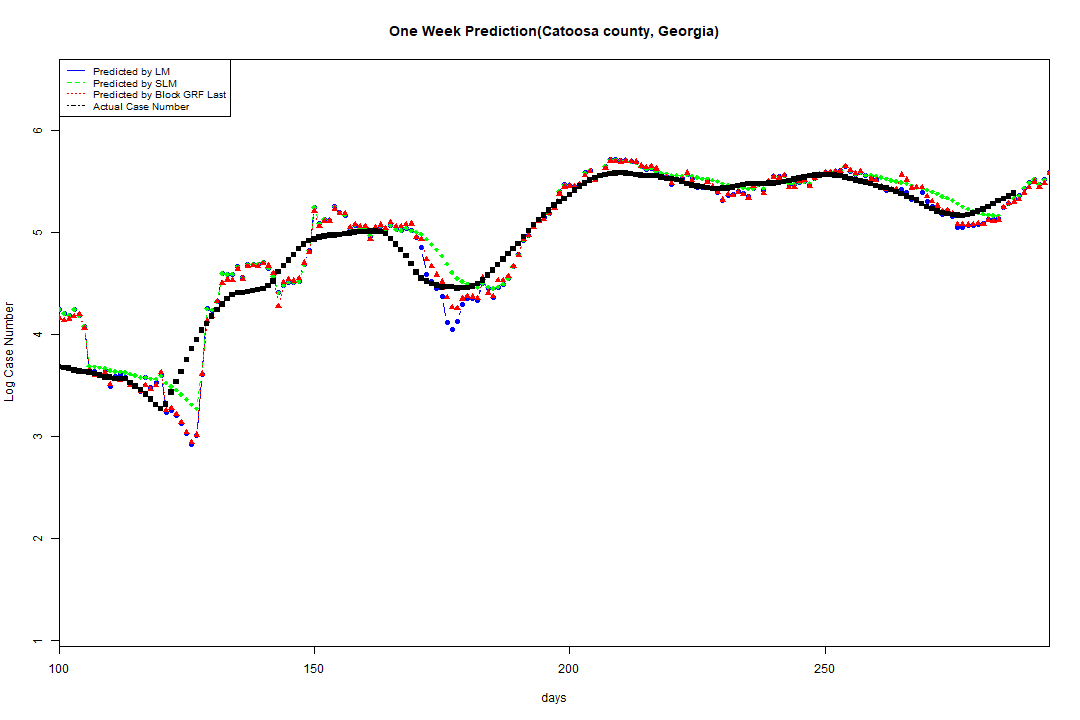 One Week Prediction(Catoosa county, Georgia)
Predicted by LM
Predicted by SLM
Predicted by Block GRF Last
Actual Case Number
6
5
4
3
2
1
Log Case Number
100 150 200 250
days